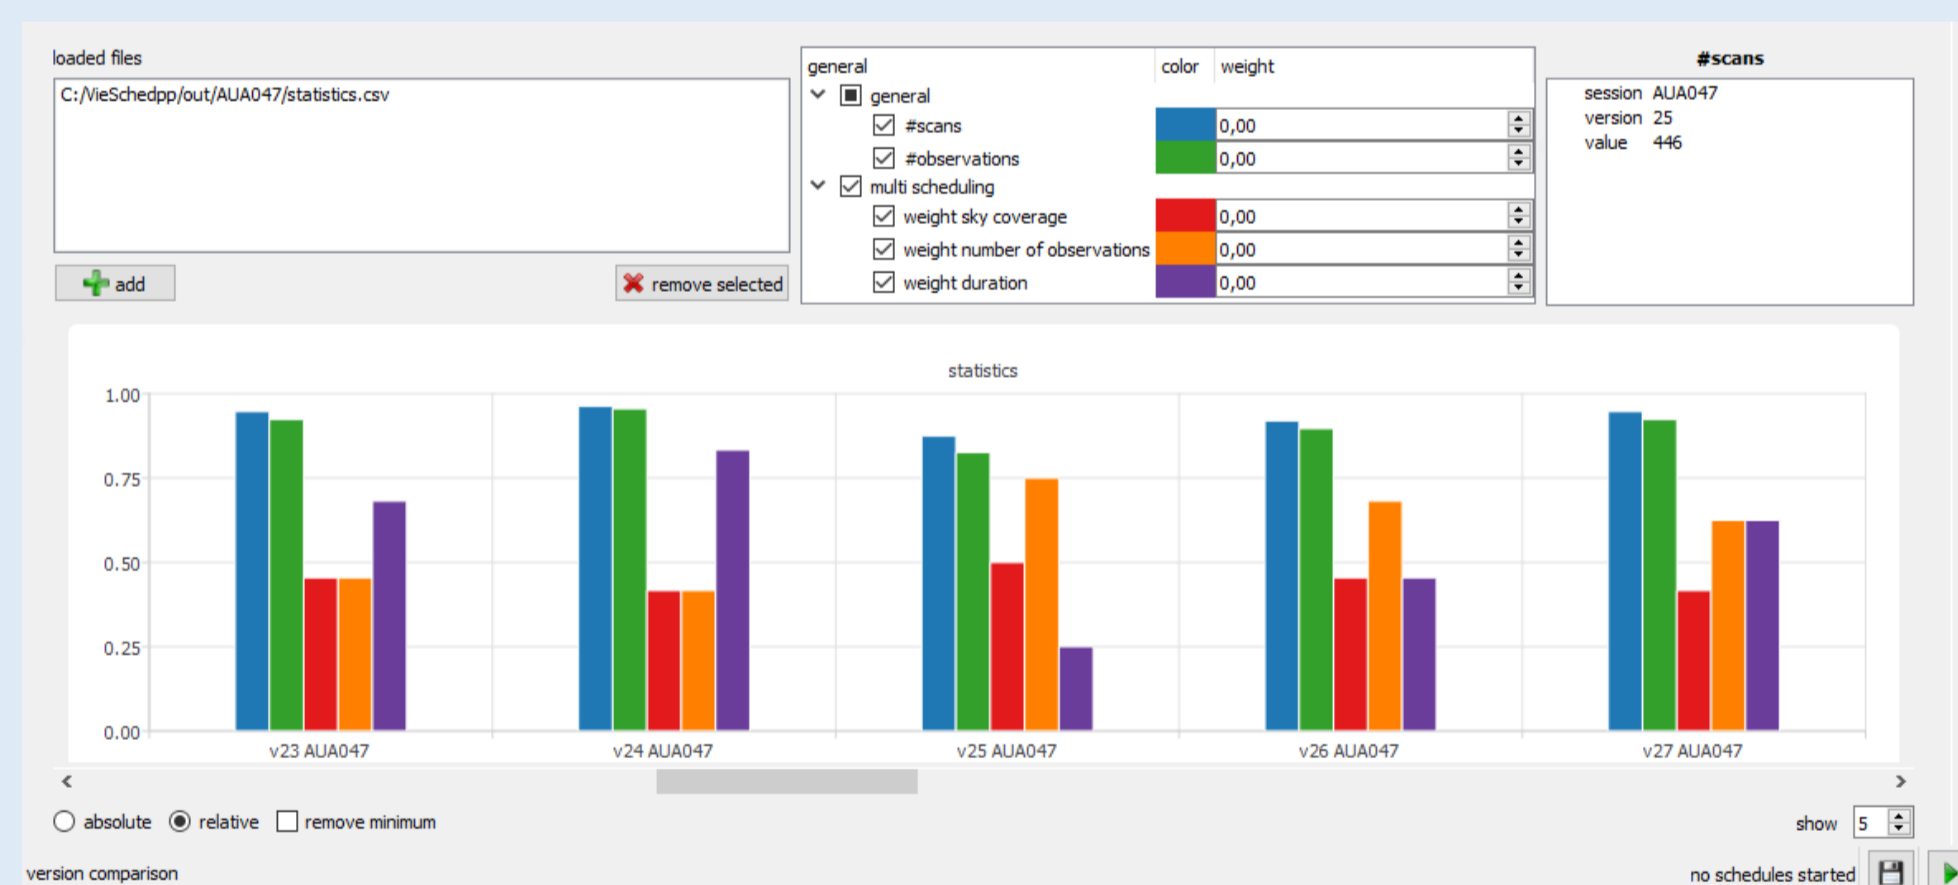 loaded files
C:/VieSchedpp/out/AUA047/statistics.csv
add
remove selected
general color weight
general
#scans 0,00
#observations 0,00
multi scheduling
weight sky coverage 0,00
weight number of observations 0,00
weight duration 0,00
#scans
session AUA047
version 25
value 446
statistics
1.00
0.75
0.50
0.25
0.00
v23 AUA047 v24 AUA047 v25 AUA047 v26 AUA047 v27 AUA047
absolute relative remove minimum
show 5
version comparison
no schedules started